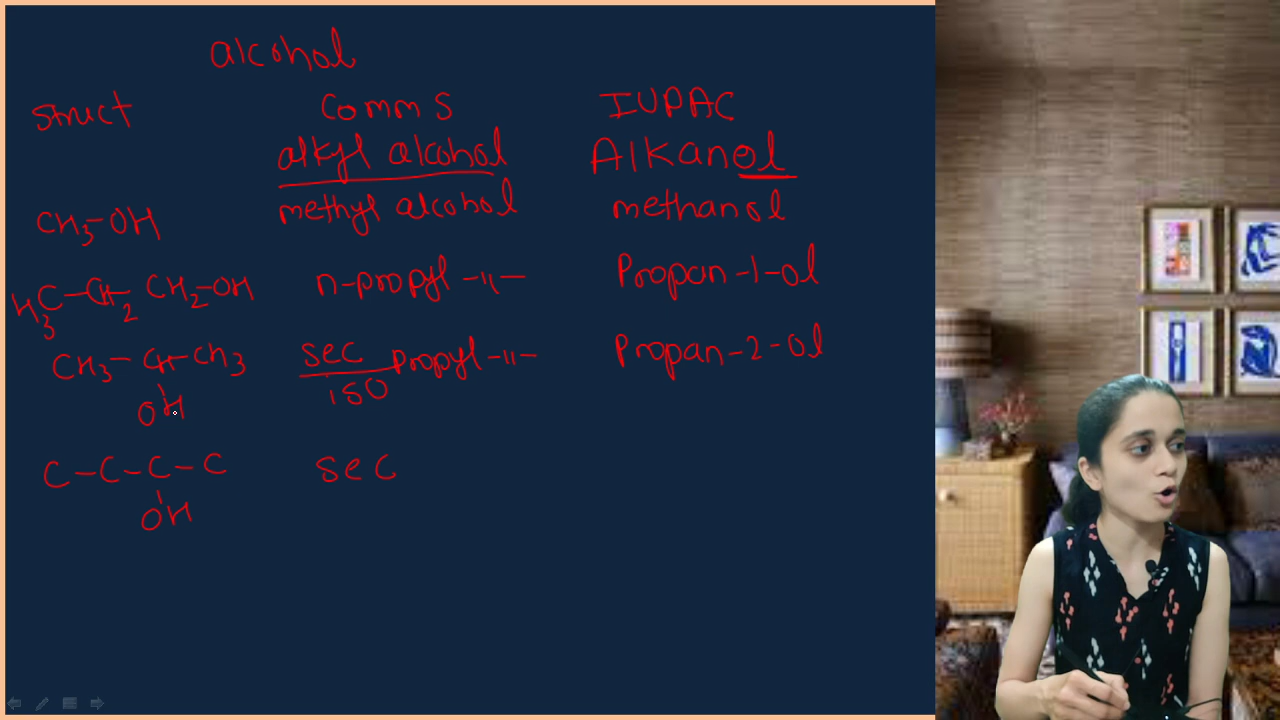 alcohol
Struct Comm S IUPAC
alkyl alcohol Alkanol
CH3-OH methyl alcohol methanol
H3C-CH2 CH2-OH n-propyl -"- Propan-1-ol
CH3-CH-CH3 sec propyl-"- Propan-2-ol
OH iso
C-C-C-C sec
OH